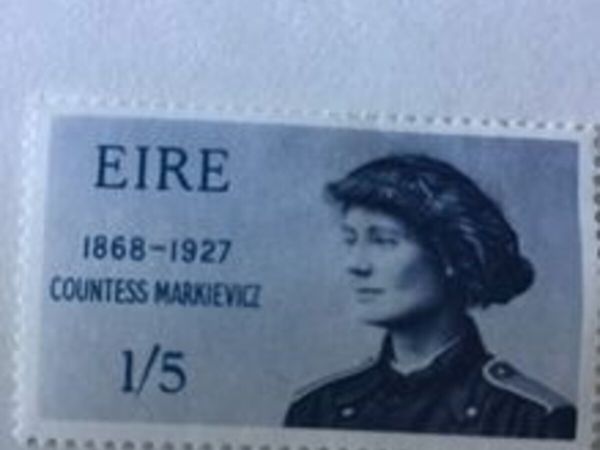 EIRE
1868-1927
COUNTESS MARKIEVICZ
1/5